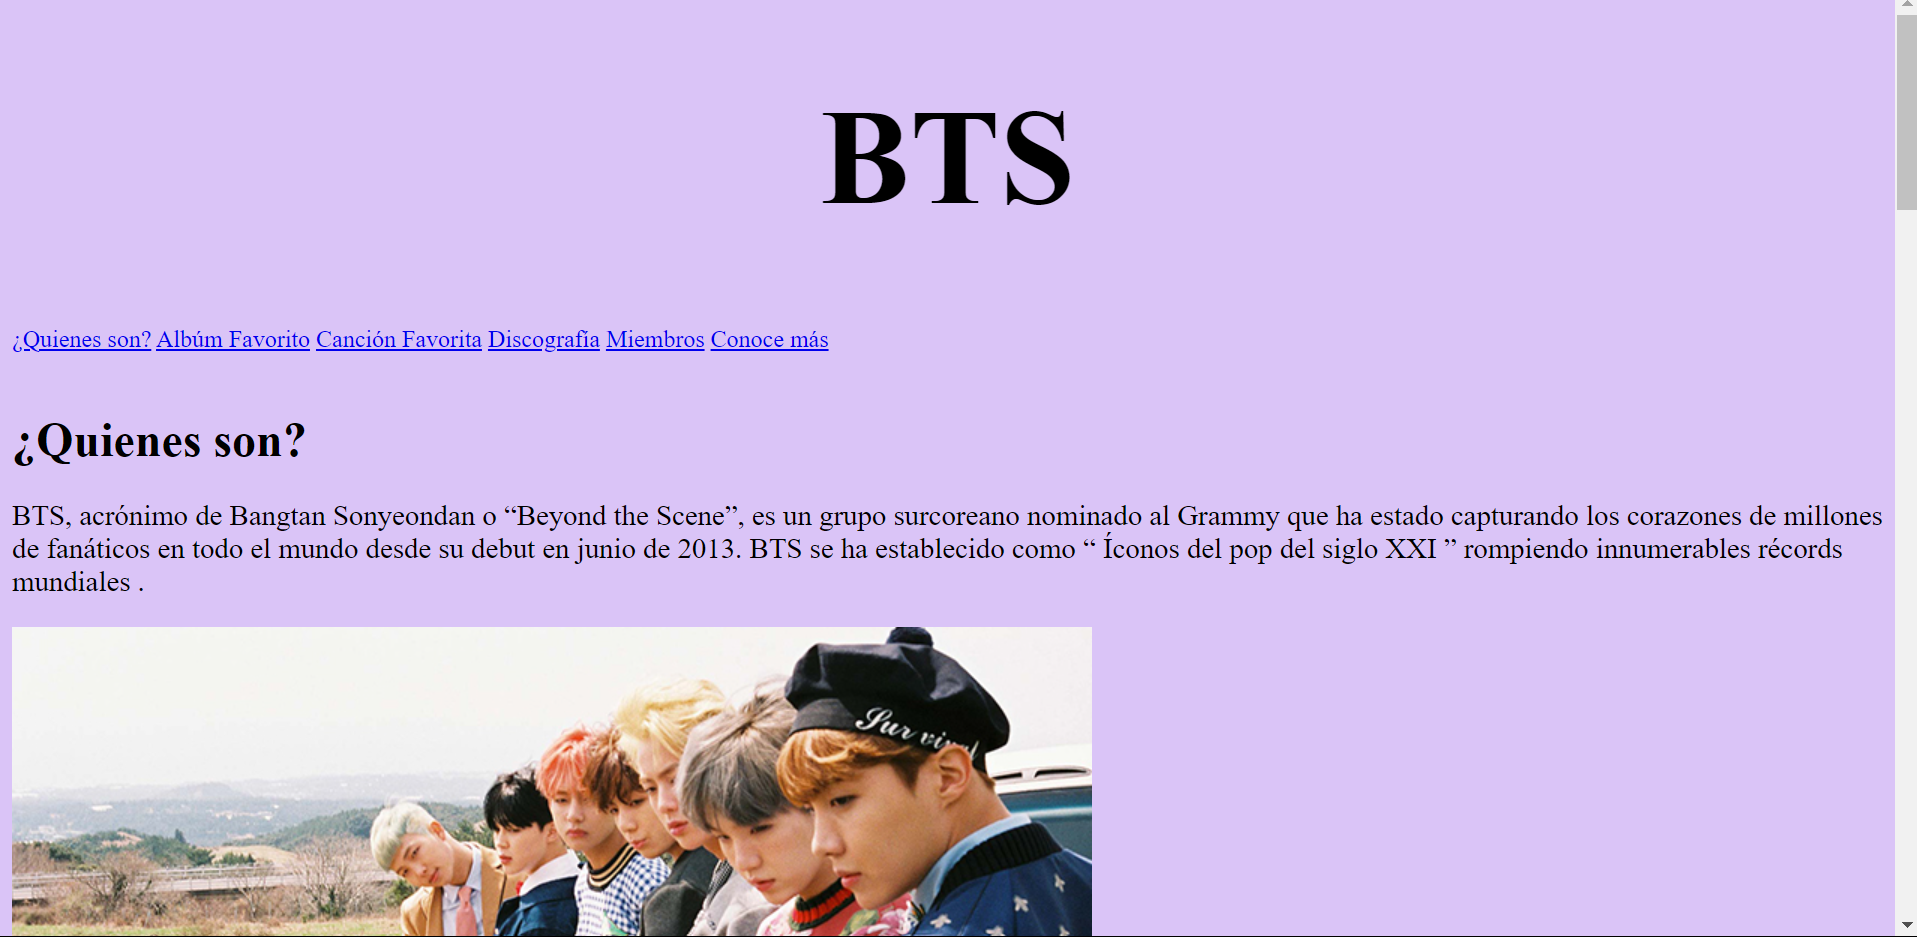 BTS
¿Quienes son? Albúm Favorito Canción Favorita Discografía Miembros Conoce más
¿Quienes son?
BTS, acrónimo de Bangtan Sonyeondan o “Beyond the Scene”, es un grupo surcoreano nominado al Grammy que ha estado capturando los corazones de millones
de fanáticos en todo el mundo desde su debut en junio de 2013. BTS se ha establecido como “ Íconos del pop del siglo XXI ” rompiendo innumerables récords
mundiales .
Survival